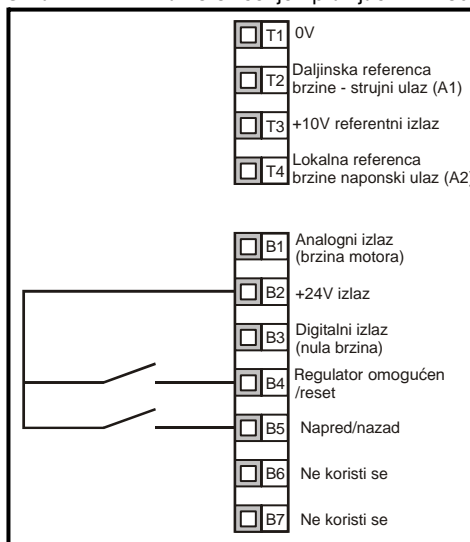 T1 0V
T2 Daljinska referenca
brzine - strujni ulaz (A1)
T3 +10V referentni izlaz
T4 Lokalna referenca
brzine naponski ulaz (A2)
B1 Analogni izlaz
(brzina motora)
B2 +24V izlaz
B3 Digitalni izlaz
(nula brzina)
B4 Regulator omogućen
/reset
B5 Napred/nazad
B6 Ne koristi se
B7 Ne koristi se